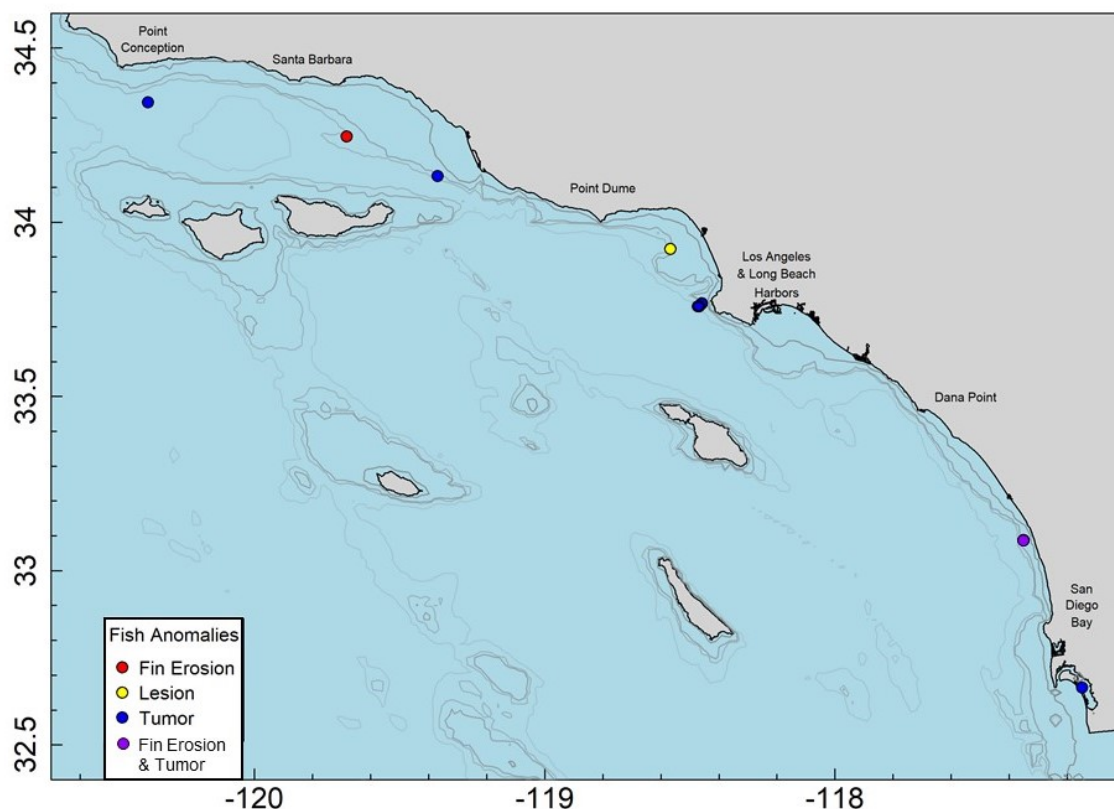 Point
Conception
Santa Barbara
Point Dume
Los Angeles
& Long Beach
Harbors
Dana Point
San
Diego
Bay
34.5
34
33.5
33
32.5
Fish Anomalies
Fin Erosion
Lesion
Tumor
Fin Erosion
& Tumor
-120
-119
-118